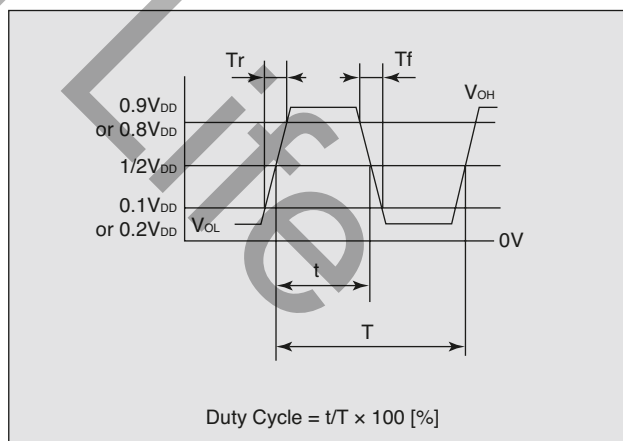 Tr
Tf
VOH
0.9VDD
or 0.8VDD
1/2VDD
0.1VDD
or 0.2VDD
VOL
0V
t
T
Duty Cycle = t/T × 100 [%]
Life